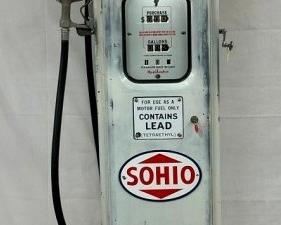 PURCHASE
$
GALLONS
FOR USE AS A
MOTOR FUEL ONLY
CONTAINS
LEAD
(TETRAETHYL)
SOHIO